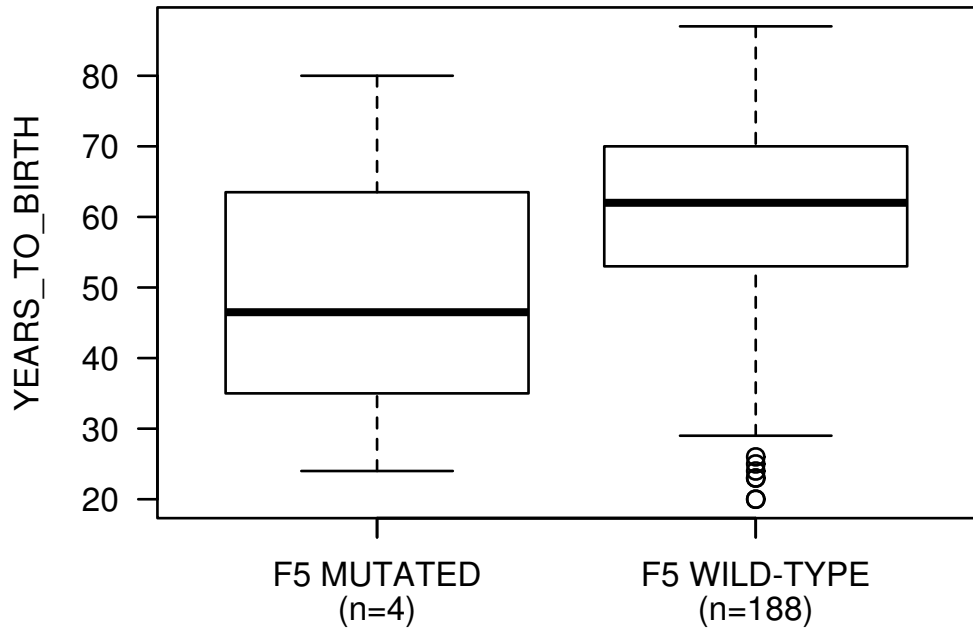 YEARS_TO_BIRTH
80
70
60
50
40
30
20
F5 MUTATED
(n=4)
F5 WILD-TYPE
(n=188)